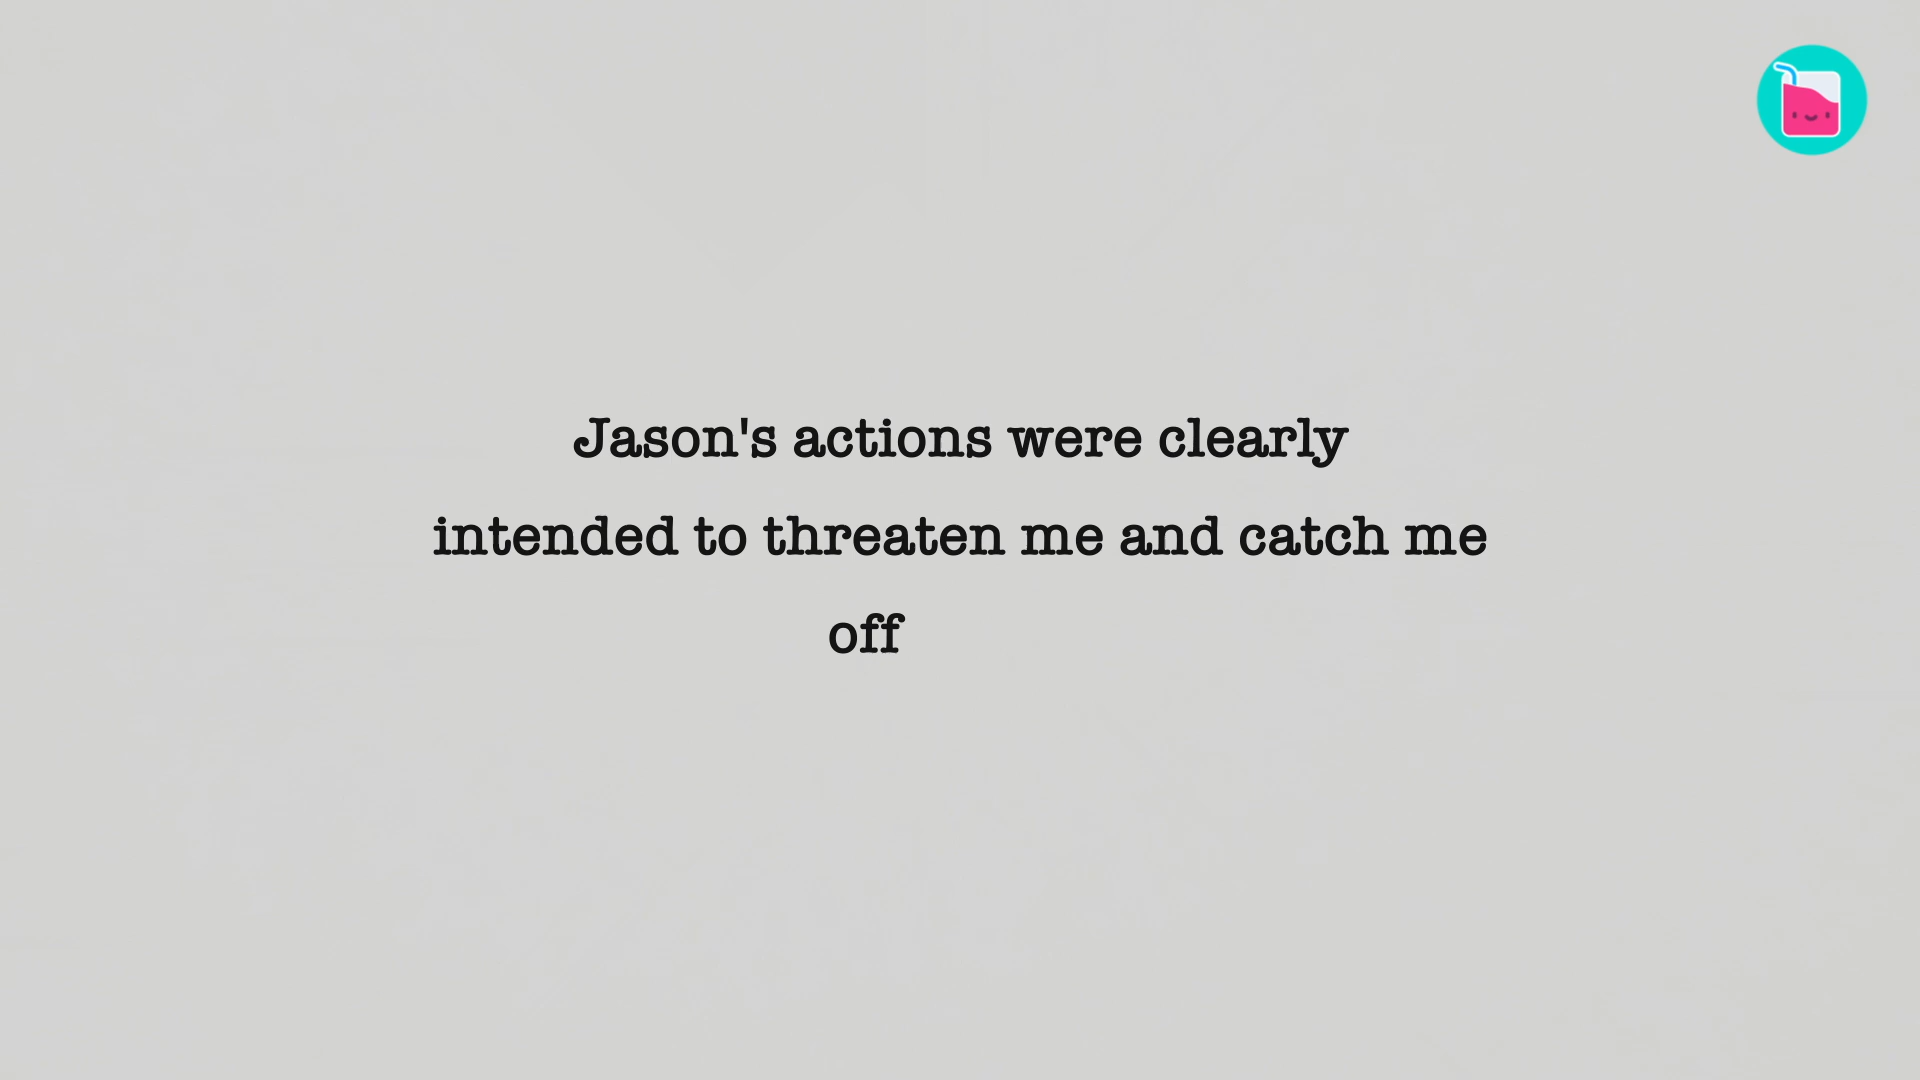 Jason's actions were clearly
intended to threaten me and catch me
off